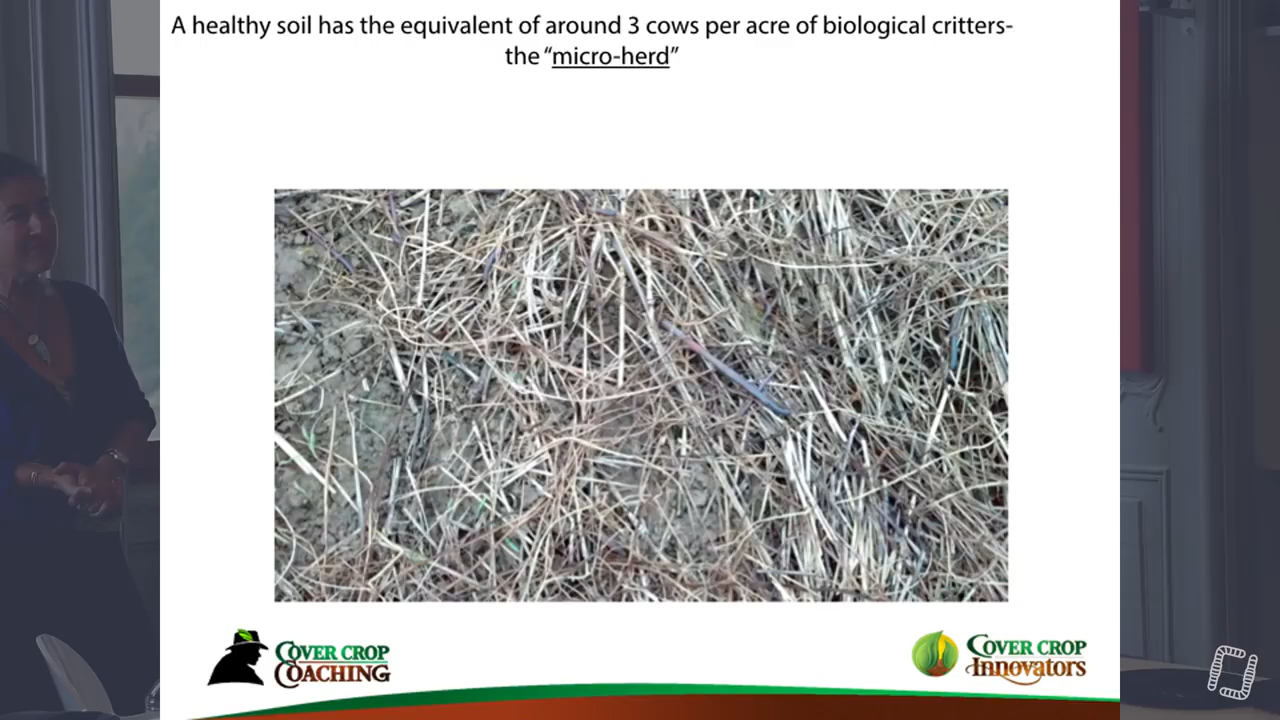 A healthy soil has the equivalent of around 3 cows per acre of biological critters-
the “micro-herd”
COVER CROP
COACHING
COVER CROP
Innovators